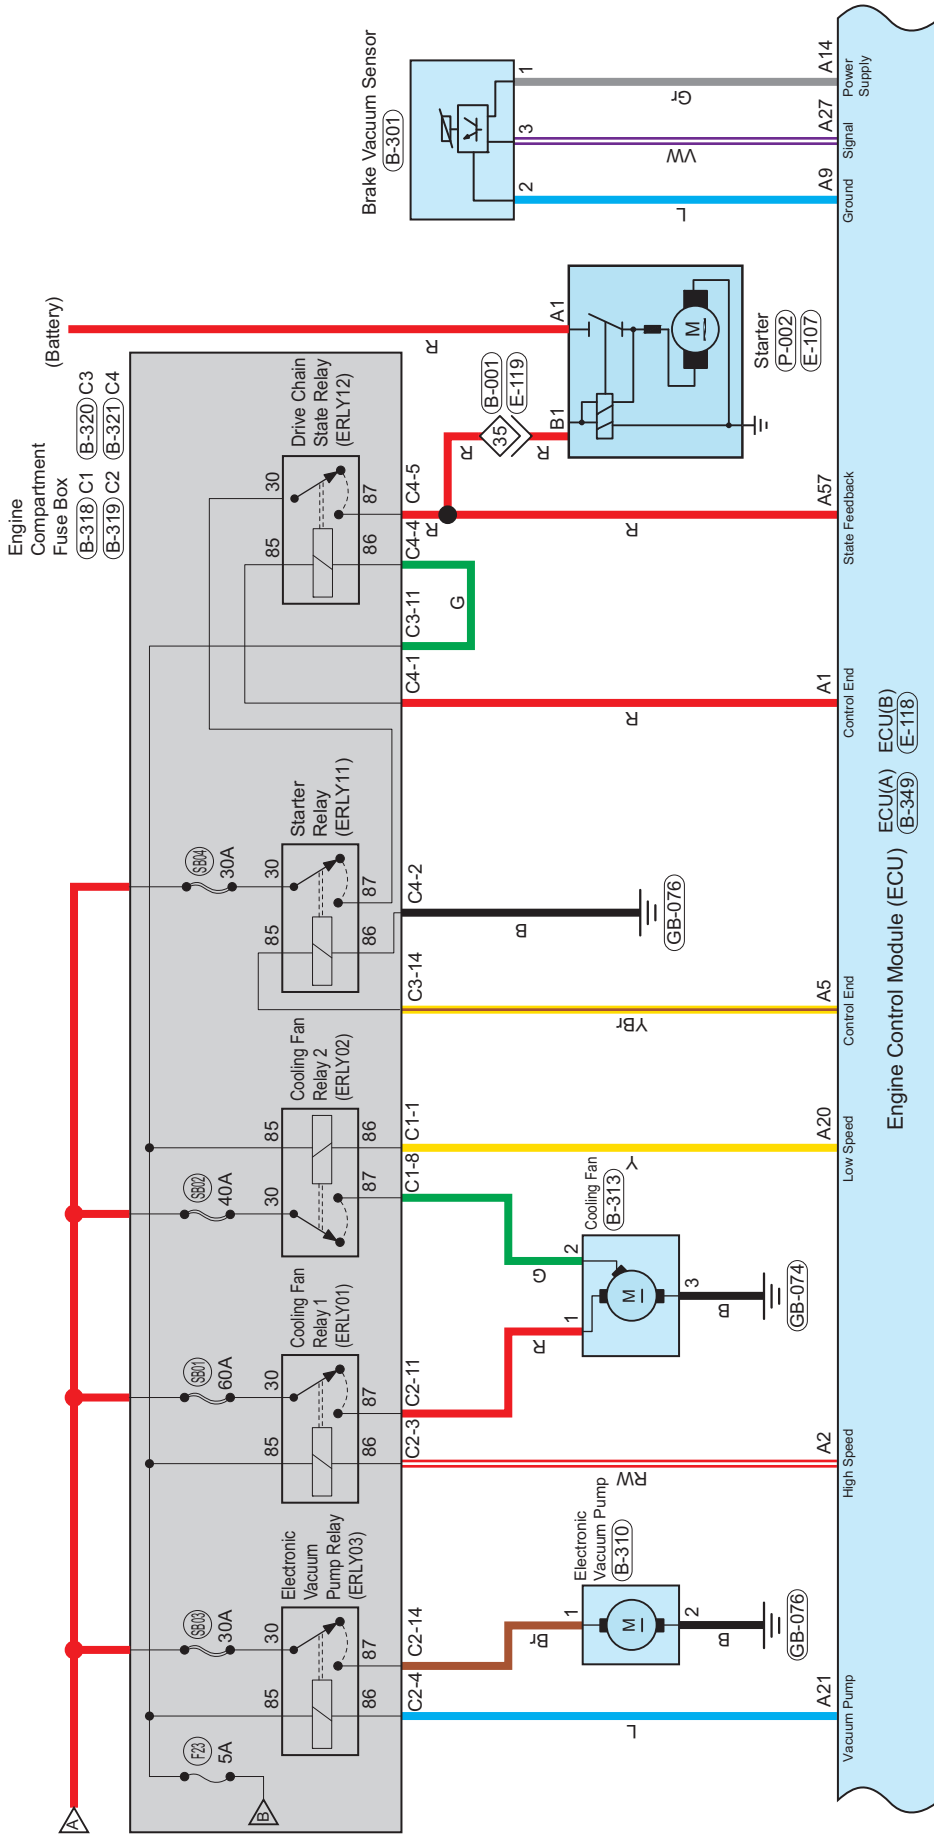 Engine
Compartment
Fuse Box
B-318 C1 B-320 C3
B-319 C2 B-321 C4
(Battery)
A
F23
5A
B
SB03
30A
SB01
60A
SB02
40A
SB04
30A
85
30
86
87
Electronic
Vacuum
Pump Relay
(ERLY03)
85
30
86
87
Cooling Fan
Relay 1
(ERLY01)
30
85
87
86
Cooling Fan
Relay 2
(ERLY02)
85
30
86
87
Starter
Relay
(ERLY11)
85
30
86
87
Drive Chain
State Relay
(ERLY12)
C2-4
C2-14
C2-3
C2-11
C1-8
C1-1
C3-14
C4-2
C4-1
C3-11
C4-4
C4-5
L
Br
RW
R
G
Y
YBr
B
R
G
R
R
R
R
R
Electronic
Vacuum Pump
B-310
1
M
2
B
GB-076
Cooling Fan
B-313
1
2
M
3
B
GB-074
GB-076
35
B-001
E-119
B1
A1
M
Starter
P-002
E-107
Brake Vacuum Sensor
B-301
2
3
1
L
VW
Gr
A21
A2
A20
A5
A1
A57
A9
A27
A14
Vacuum Pump
High Speed
Low Speed
Control End
Control End
State Feedback
Ground
Signal
Power
Supply
Engine Control Module (ECU)
ECU(A)
B-349
ECU(B)
E-118